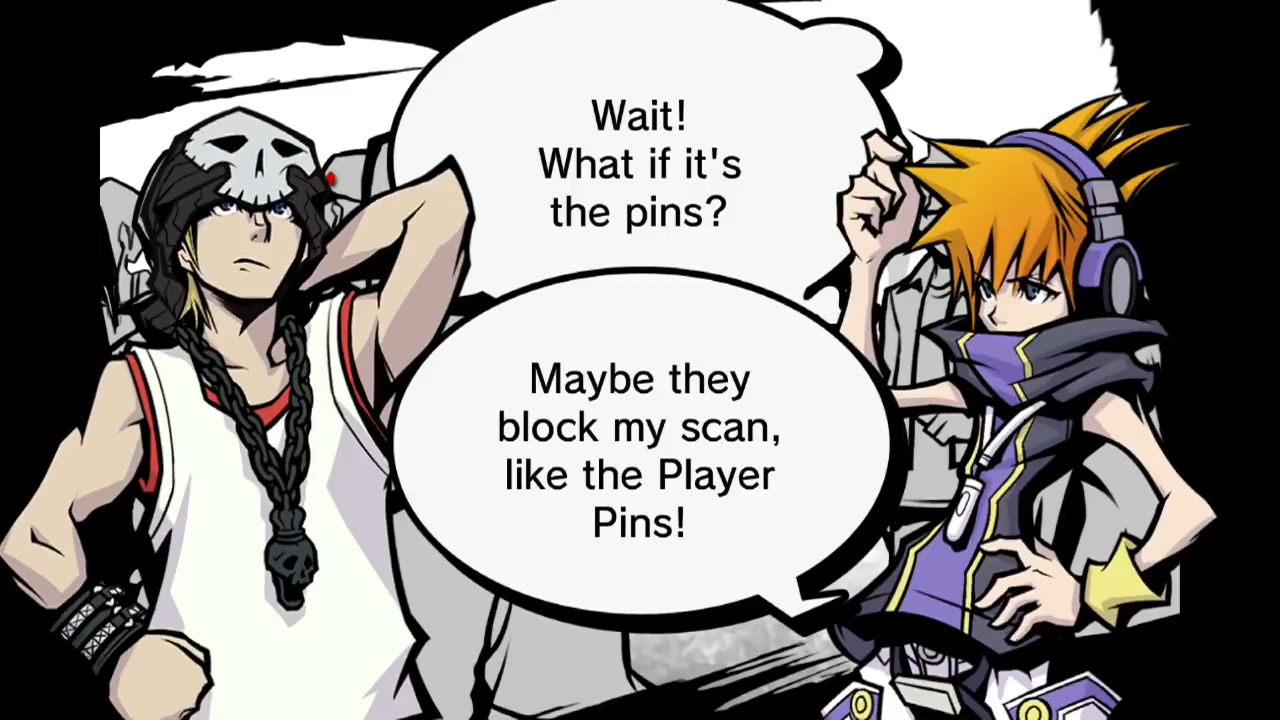 Wait!
What if it's
the pins?
Maybe they
block my scan,
like the Player
Pins!